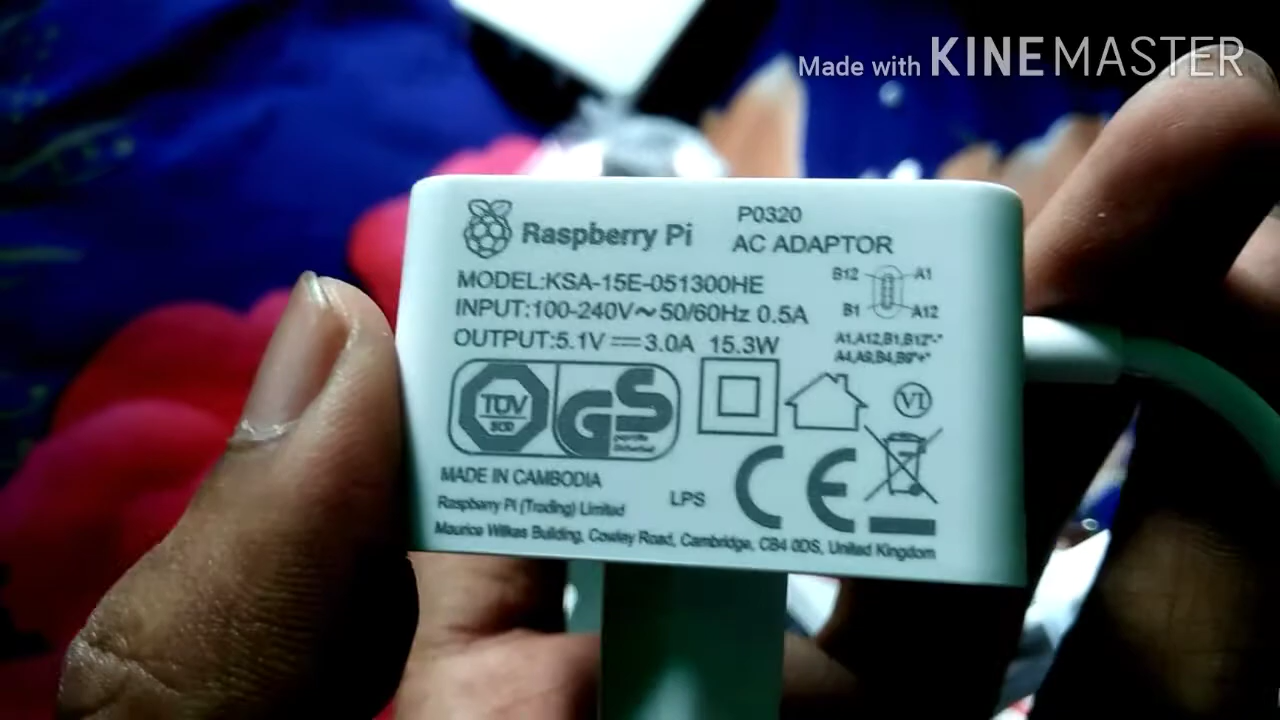 Made with KINEMASTER
Raspberry Pi
P0320
AC ADAPTOR
MODEL:KSA-15E-051300HE
INPUT:100-240V~50/60Hz 0.5A
OUTPUT:5.1V⎓3.0A 15.3W
B12 A1
B1 A12
A1,A12,B1,B12"-"
A4,A9,B4,B9"+"
TÜV
GS
VI
MADE IN CAMBODIA
LPS
CE
Raspberry Pi (Trading) Limited
Maurice Wilkes Building, Cowley Road, Cambridge, CB4 0DS, United Kingdom